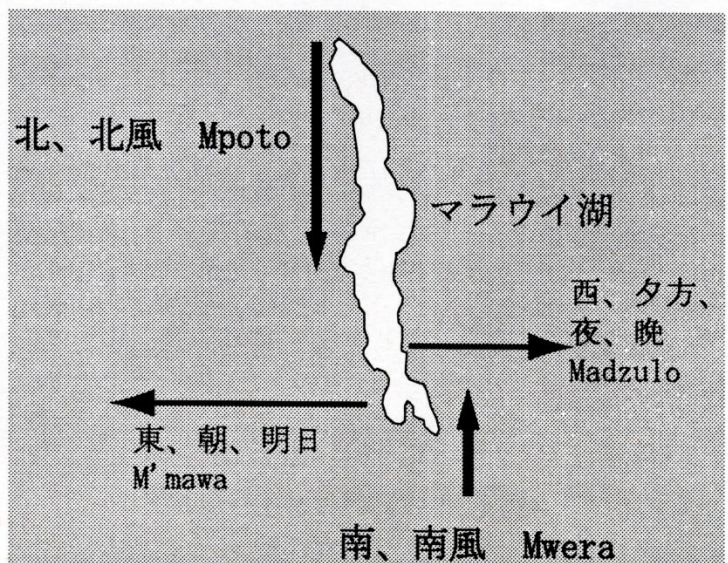 北、北風 Mpoto
マラウイ湖
西、夕方、
夜、晩
Madzulo
東、朝、明日
M'mawa
南、南風 Mwera